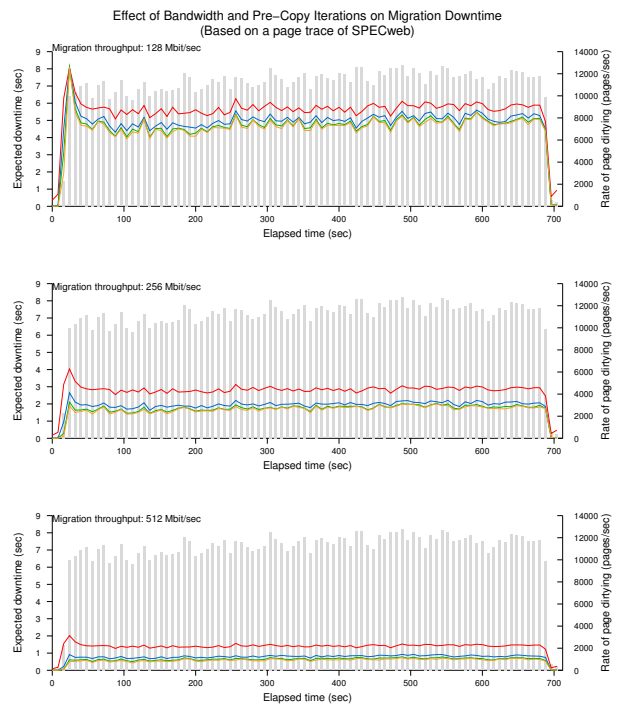 Effect of Bandwidth and Pre−Copy Iterations on Migration Downtime
(Based on a page trace of SPECweb)
Migration throughput: 128 Mbit/sec
Expected downtime (sec)
0 1 2 3 4 5 6 7 8 9
Rate of page dirtying (pages/sec)
0 2000 4000 6000 8000 10000 12000 14000
0 100 200 300 400 500 600 700
Elapsed time (sec)
Migration throughput: 256 Mbit/sec
Expected downtime (sec)
0 1 2 3 4 5 6 7 8 9
Rate of page dirtying (pages/sec)
0 2000 4000 6000 8000 10000 12000 14000
0 100 200 300 400 500 600 700
Elapsed time (sec)
Migration throughput: 512 Mbit/sec
Expected downtime (sec)
0 1 2 3 4 5 6 7 8 9
Rate of page dirtying (pages/sec)
0 2000 4000 6000 8000 10000 12000 14000
0 100 200 300 400 500 600 700
Elapsed time (sec)